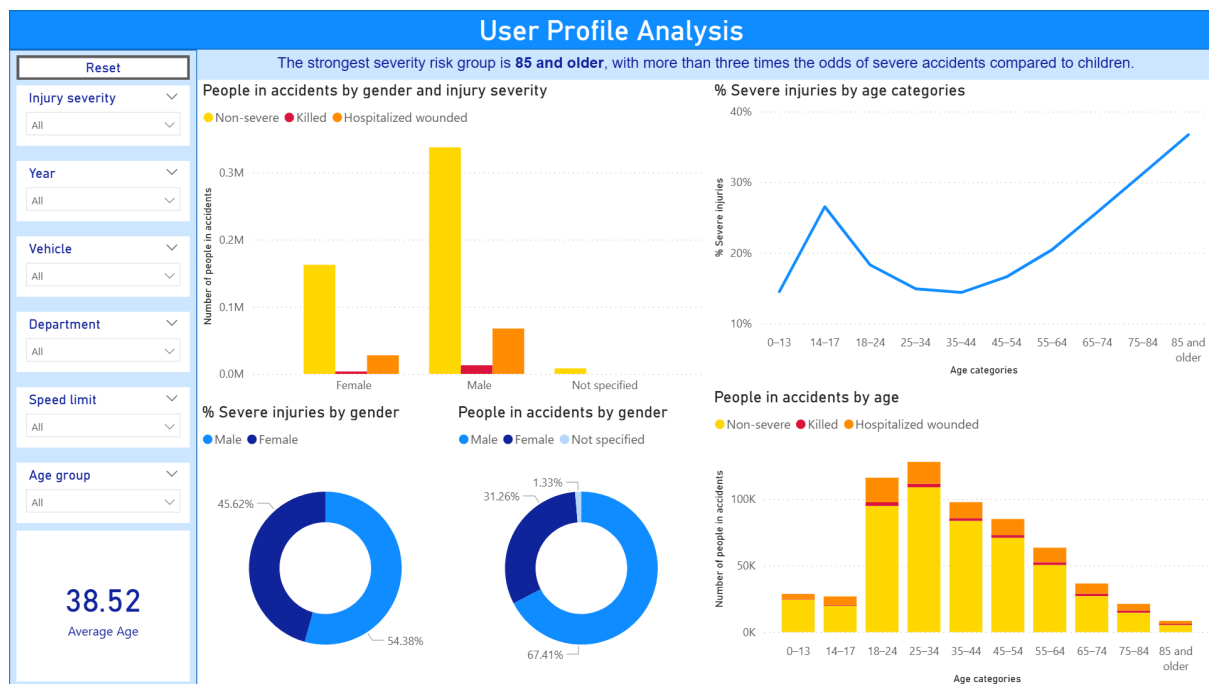 User Profile Analysis
Reset
The strongest severity risk group is 85 and older, with more than three times the odds of severe accidents compared to children.
Injury severity
All
Year
All
Vehicle
All
Department
All
Speed limit
All
Age group
All
38.52
Average Age
People in accidents by gender and injury severity
Non-severe Killed Hospitalized wounded
Number of people in accidents
0.3M
0.2M
0.1M
0.0M
Female Male Not specified
% Severe injuries by age categories
40%
30%
20%
10%
% Severe injuries
0–13 14–17 18–24 25–34 35–44 45–54 55–64 65–74 75–84 85 and
older
Age categories
% Severe injuries by gender
Male Female
45.62%
54.38%
People in accidents by gender
Male Female Not specified
1.33%
31.26%
67.41%
People in accidents by age
Non-severe Killed Hospitalized wounded
Number of people in accidents
100K
50K
0K
0–13 14–17 18–24 25–34 35–44 45–54 55–64 65–74 75–84 85 and
older
Age categories